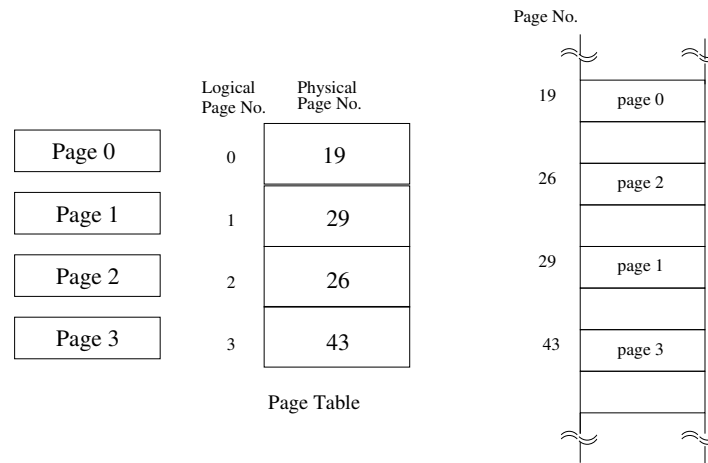 Page No.
Logical
Page No.
Physical
Page No.
Page 0
Page 1
Page 2
Page 3
0
19
1
29
2
26
3
43
Page Table
19
page 0
26
page 2
29
page 1
43
page 3